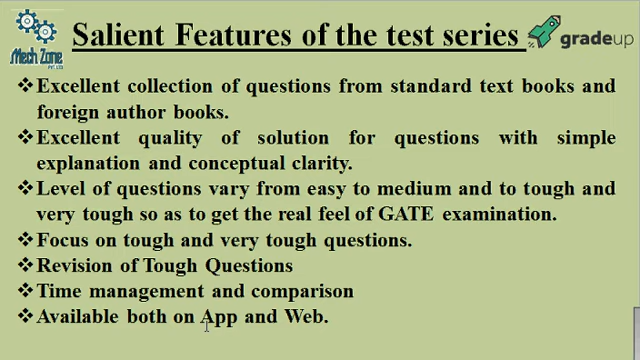 Mech Zone
PVT. LTD.
Salient Features of the test series
gradeup
❖Excellent collection of questions from standard text books and
foreign author books.
❖Excellent quality of solution for questions with simple
explanation and conceptual clarity.
❖Level of questions vary from easy to medium and to tough and
very tough so as to get the real feel of GATE examination.
❖Focus on tough and very tough questions.
❖Revision of Tough Questions
❖Time management and comparison
❖Available both on App and Web.